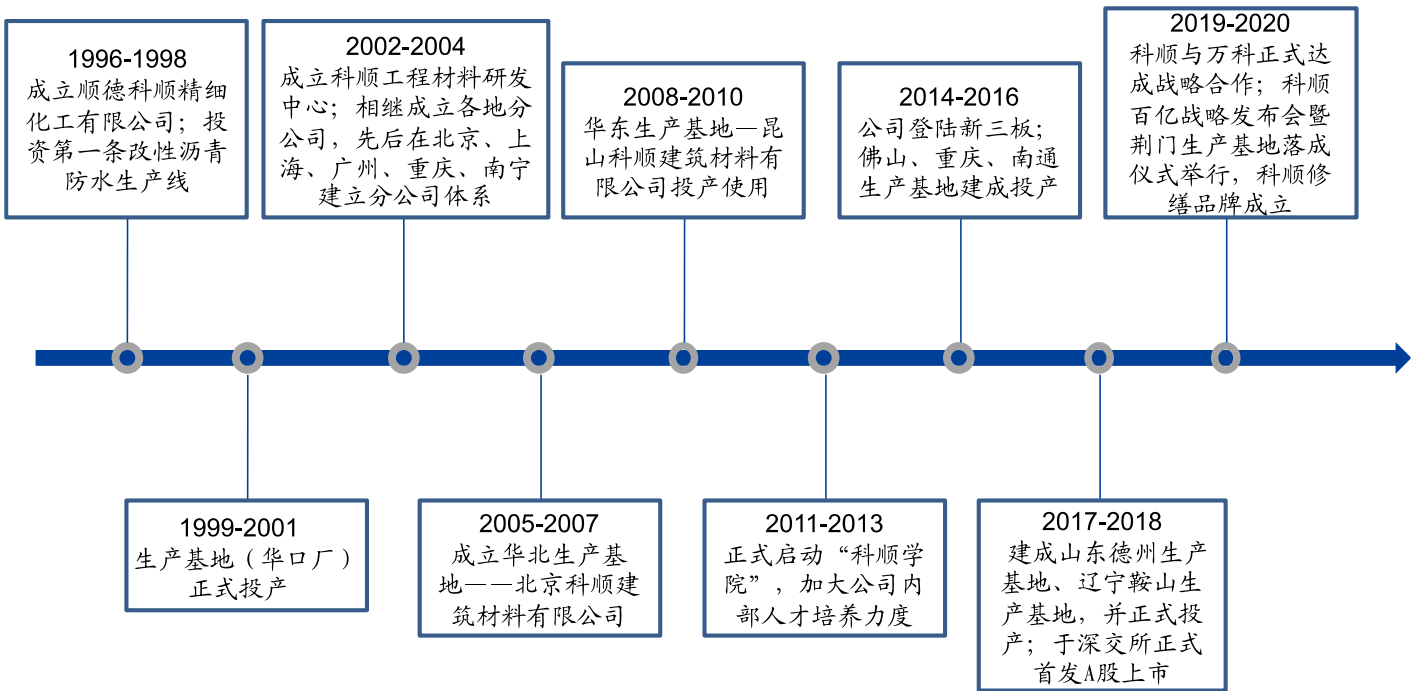 1996-1998
成立顺德科顺精细
化工有限公司；投
资第一条改性沥青
防水生产线
2002-2004
成立科顺工程材料研发
中心；相继成立各地分
公司，先后在北京、上
海、广州、重庆、南宁
建立分公司体系
2008-2010
华东生产基地—昆
山科顺建筑材料有
限公司投产使用
2014-2016
公司登陆新三板；
佛山、重庆、南通
生产基地建成投产
2019-2020
科顺与万科正式达
成战略合作；科顺
百亿战略发布会暨
荆门生产基地落成
仪式举行，科顺修
缮品牌成立
1999-2001
生产基地（华口厂）
正式投产
2005-2007
成立华北生产基
地——北京科顺建
筑材料有限公司
2011-2013
正式启动“科顺学
院”，加大公司内
部人才培养力度
2017-2018
建成山东德州生产
基地、辽宁鞍山生
产基地，并正式投
产；于深交所正式
首发A股上市